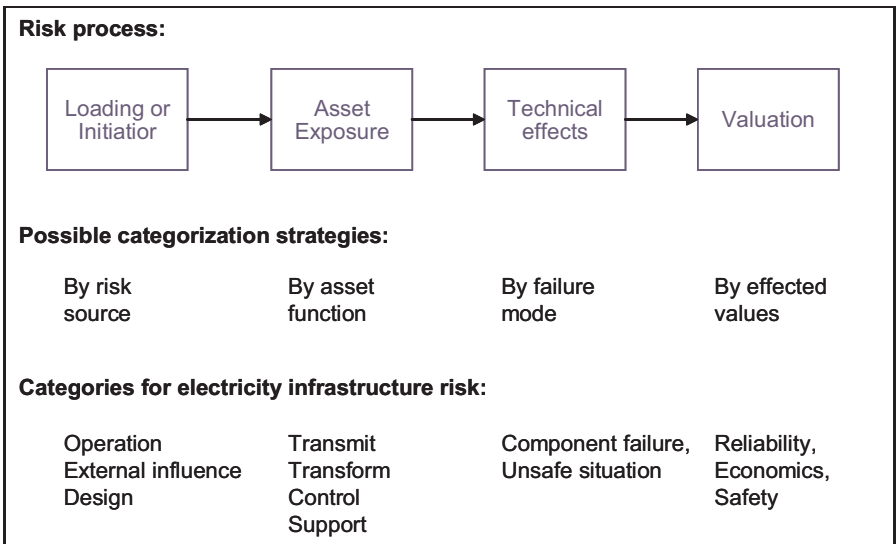 Risk process:
Loading or
Initiatior
Asset
Exposure
Technical
effects
Valuation
Possible categorization strategies:
By risk
source
By asset
function
By failure
mode
By effected
values
Categories for electricity infrastructure risk:
Operation
External influence
Design
Transmit
Transform
Control
Support
Component failure,
Unsafe situation
Reliability,
Economics,
Safety